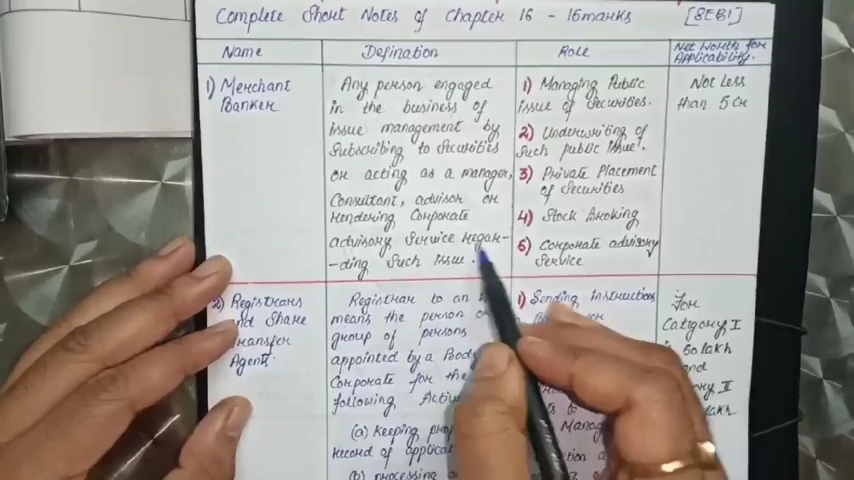 Complete Short Notes of Chapter 16 - 16marks [SEBI]
Name
Defination
Role
Net Worth for
Applicability.
1) Merchant
Banker
Any person engaged
in the business of
issue management by
Subscribing to Securities
or acting as a manager,
Consultant, advisor or
rendering Corporate
advisory Service regar-
-ding Such Issue.
1) Managing Public
issue of Securities.
2) Underwriting of
Such public Issue.
3) Private Placement
of Securities
4) Stock Broking
5) Corporate advisory
Service
Not Less
than 5 Cr
2) Registrars
and Share
Transfer
Agents
Registrar to an
means the person or
group of persons
appointed by a Body
Corporate for the
following
(a) Keeping
Record of
(b) processing
1) Sending Instructions
For
Category I
and
II